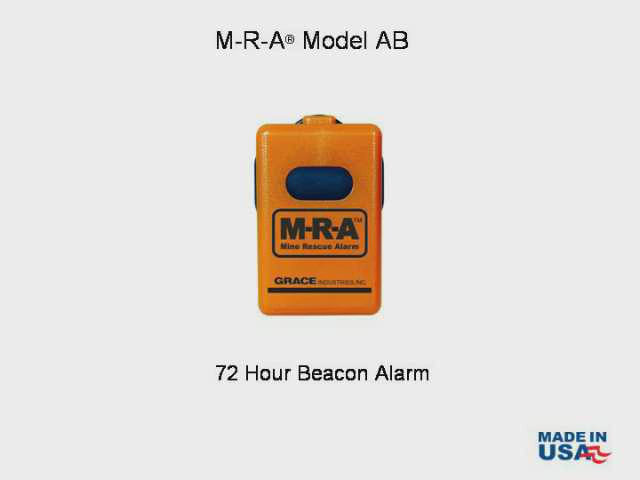 M-R-A® Model AB
M-R-A™
Mine Rescue Alarm
GRACE INDUSTRIES, INC.
72 Hour Beacon Alarm
MADE IN
USA